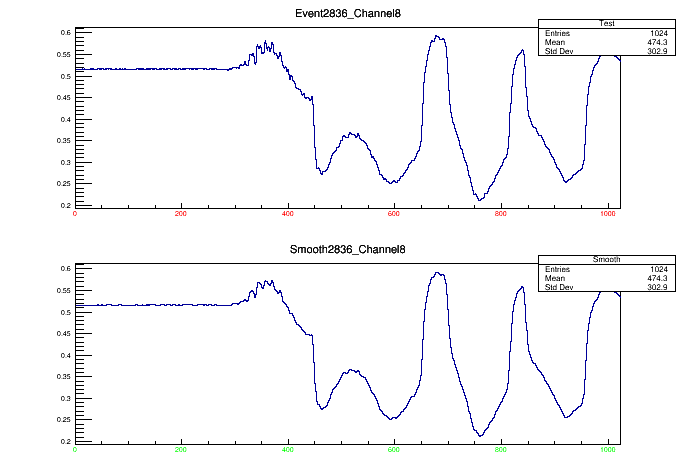 Event2836_Channel8
Test
Entries 1024
Mean 474.3
Std Dev 302.9
0.6
0.55
0.5
0.45
0.4
0.35
0.3
0.25
0.2
0 200 400 600 800 1000
Smooth2836_Channel8
Smooth
Entries 1024
Mean 474.3
Std Dev 302.9
0.6
0.55
0.5
0.45
0.4
0.35
0.3
0.25
0.2
0 200 400 600 800 1000